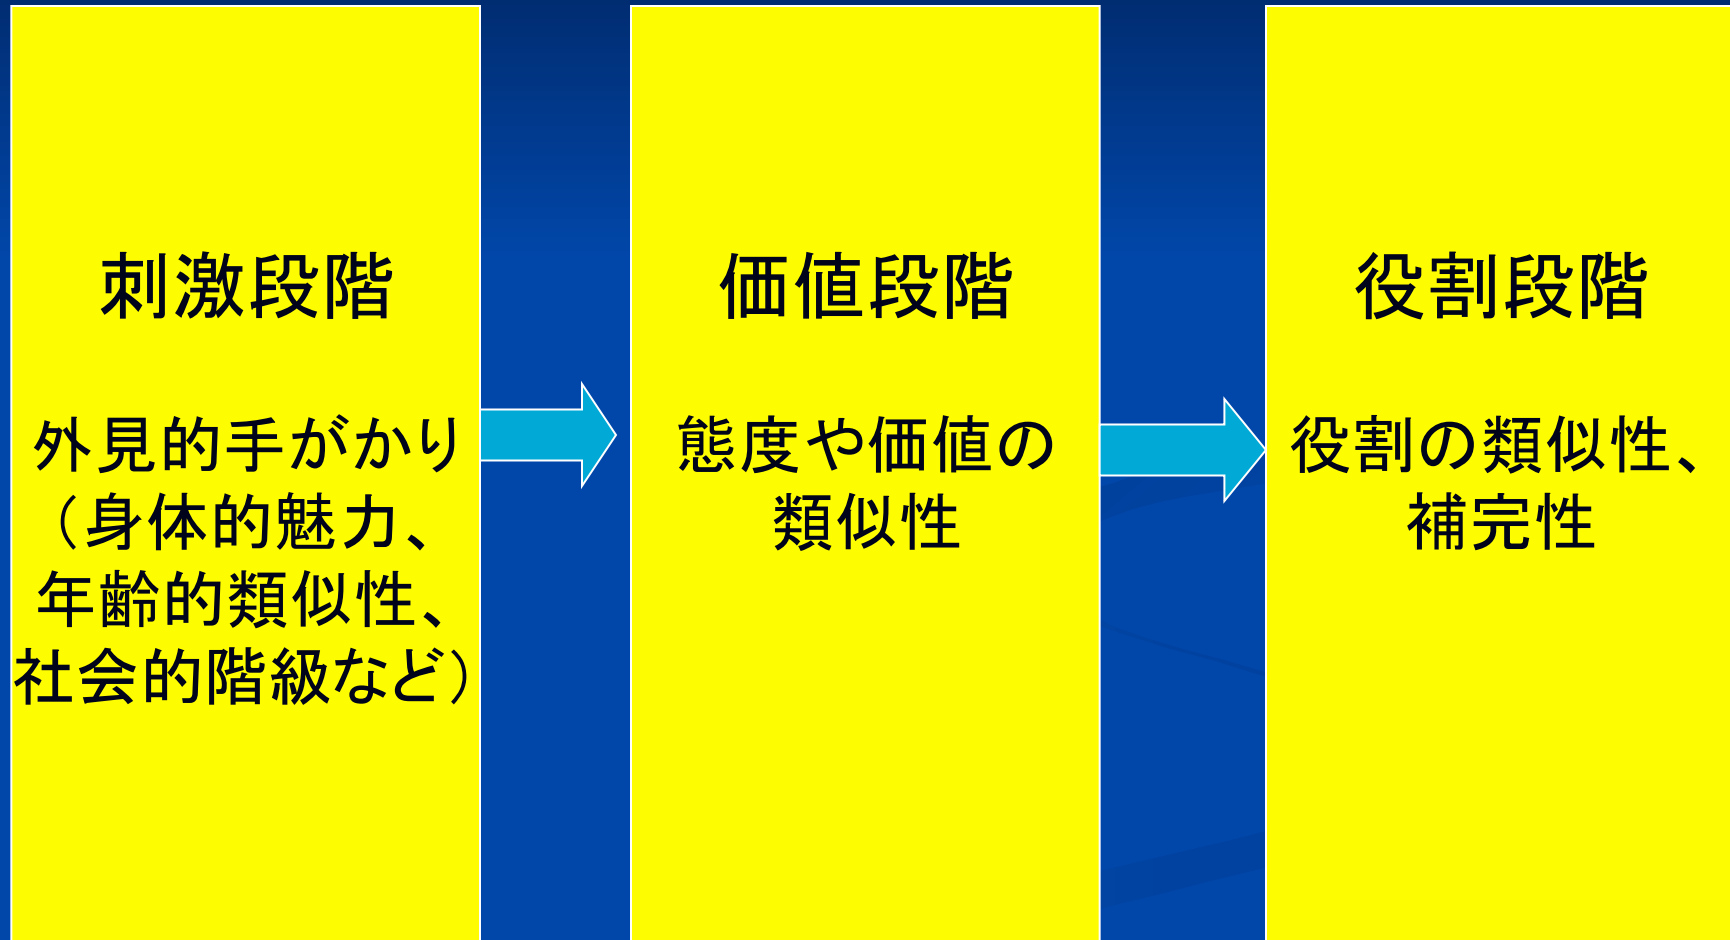 刺激段階
外見的手がかり
（身体的魅力、
年齢的類似性、
社会的階級など）
価値段階
態度や価値の
類似性
役割段階
役割の類似性、
補完性